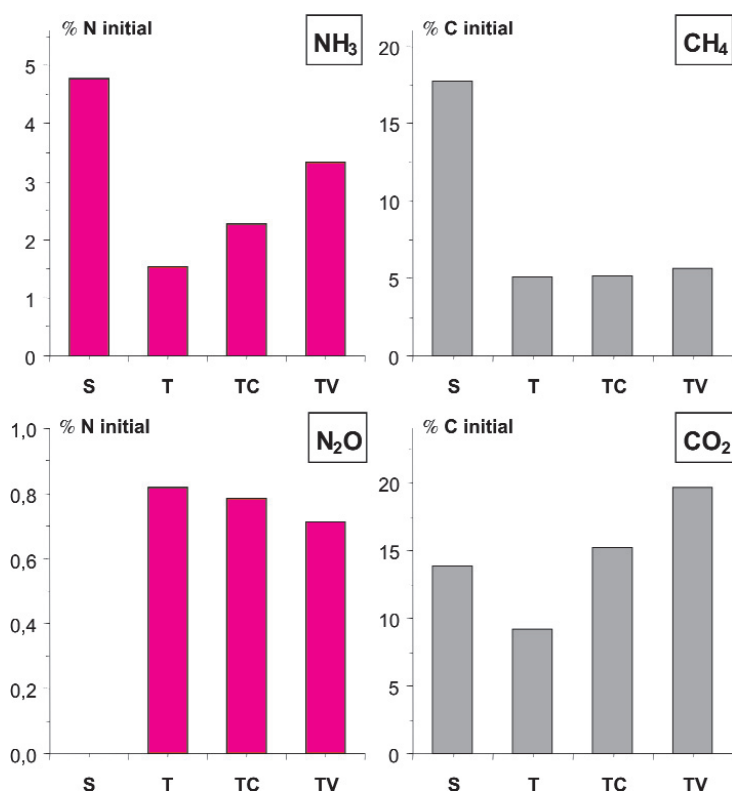 % N initial
NH₃
5
4
3
2
1
0
S T TC TV
% C initial
CH₄
20
15
10
5
0
S T TC TV
% N initial
N₂O
1,0
0,8
0,6
0,4
0,2
0,0
S T TC TV
% C initial
CO₂
20
15
10
5
0
S T TC TV